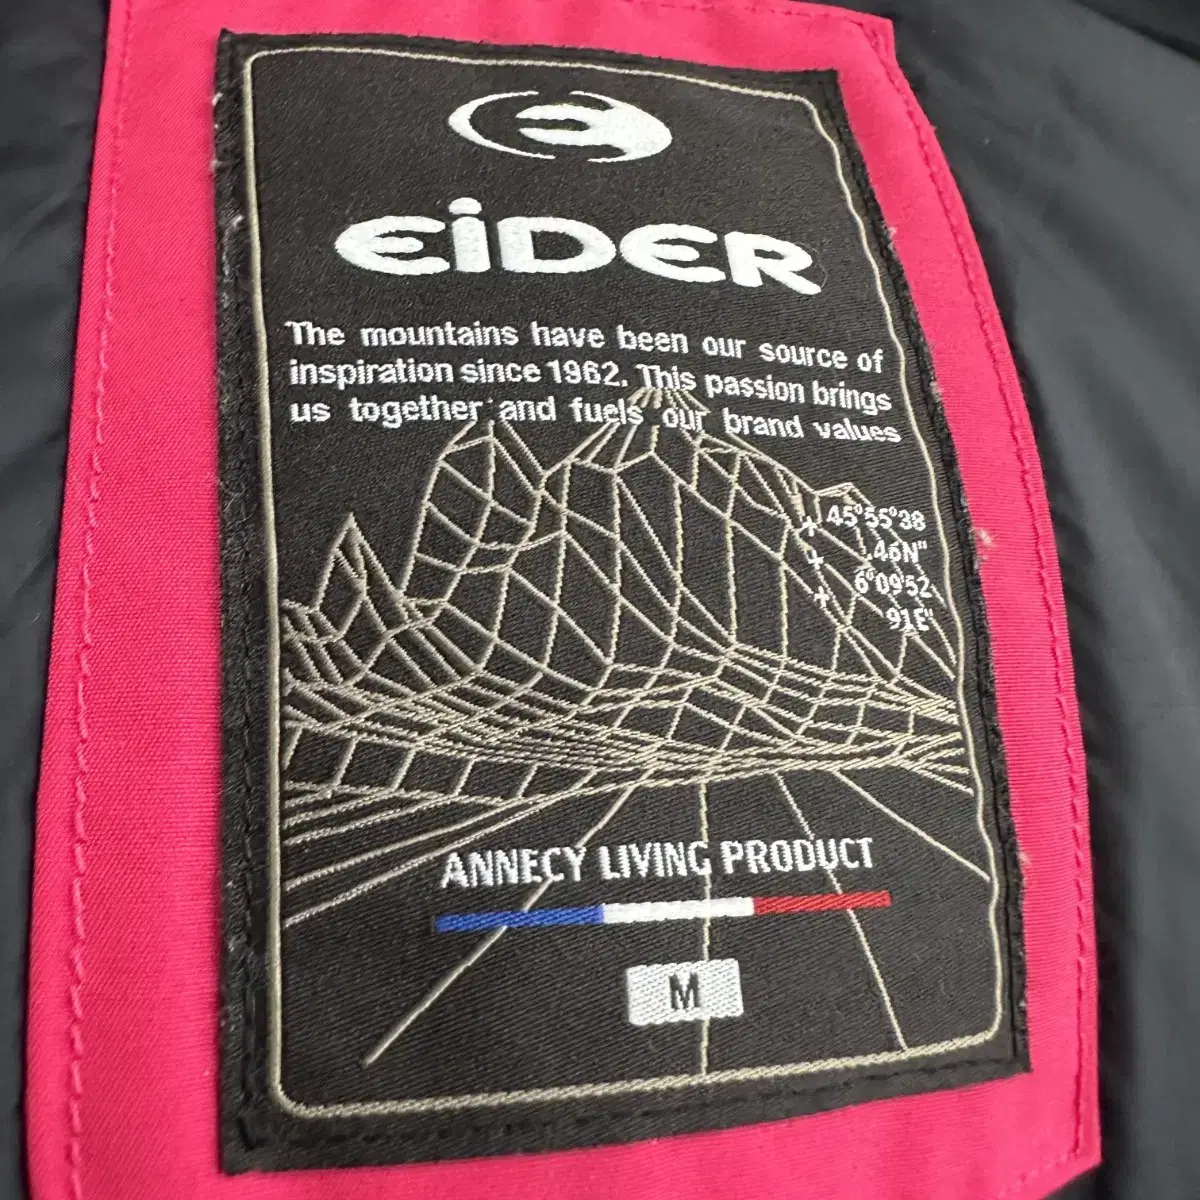 EiDER
The mountains have been our source of
inspiration since 1962. This passion brings
us together and fuels our brand values
45°55°38
.46N"
6°09'52
91E"
ANNECY LIVING PRODUCT
M